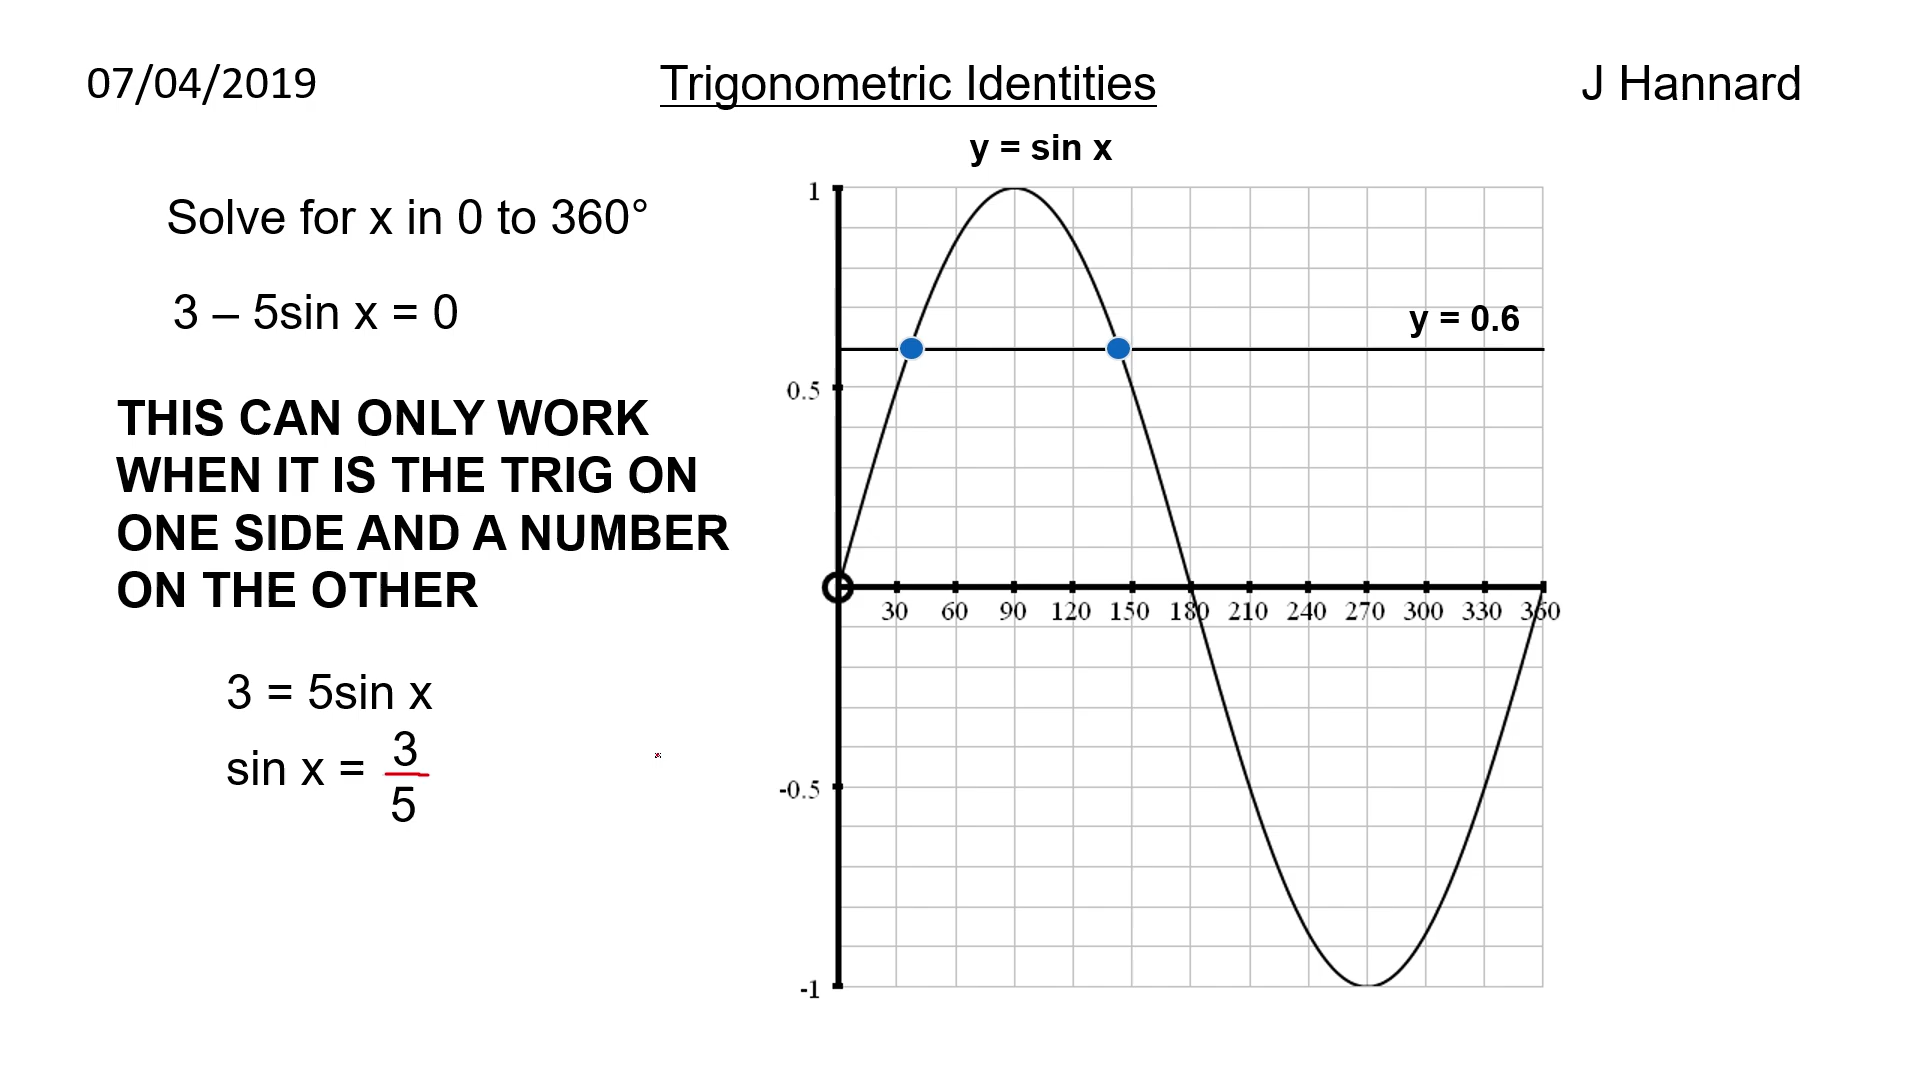 07/04/2019 Trigonometric Identities J Hannard
y = sin x
Solve for x in 0 to 360°
3 – 5sin x = 0
THIS CAN ONLY WORK
WHEN IT IS THE TRIG ON
ONE SIDE AND A NUMBER
ON THE OTHER
3 = 5sin x
sin x = 3
5
1
y = 0.6
0.5
30 60 90 120 150 180 210 240 270 300 330 360
-0.5
-1